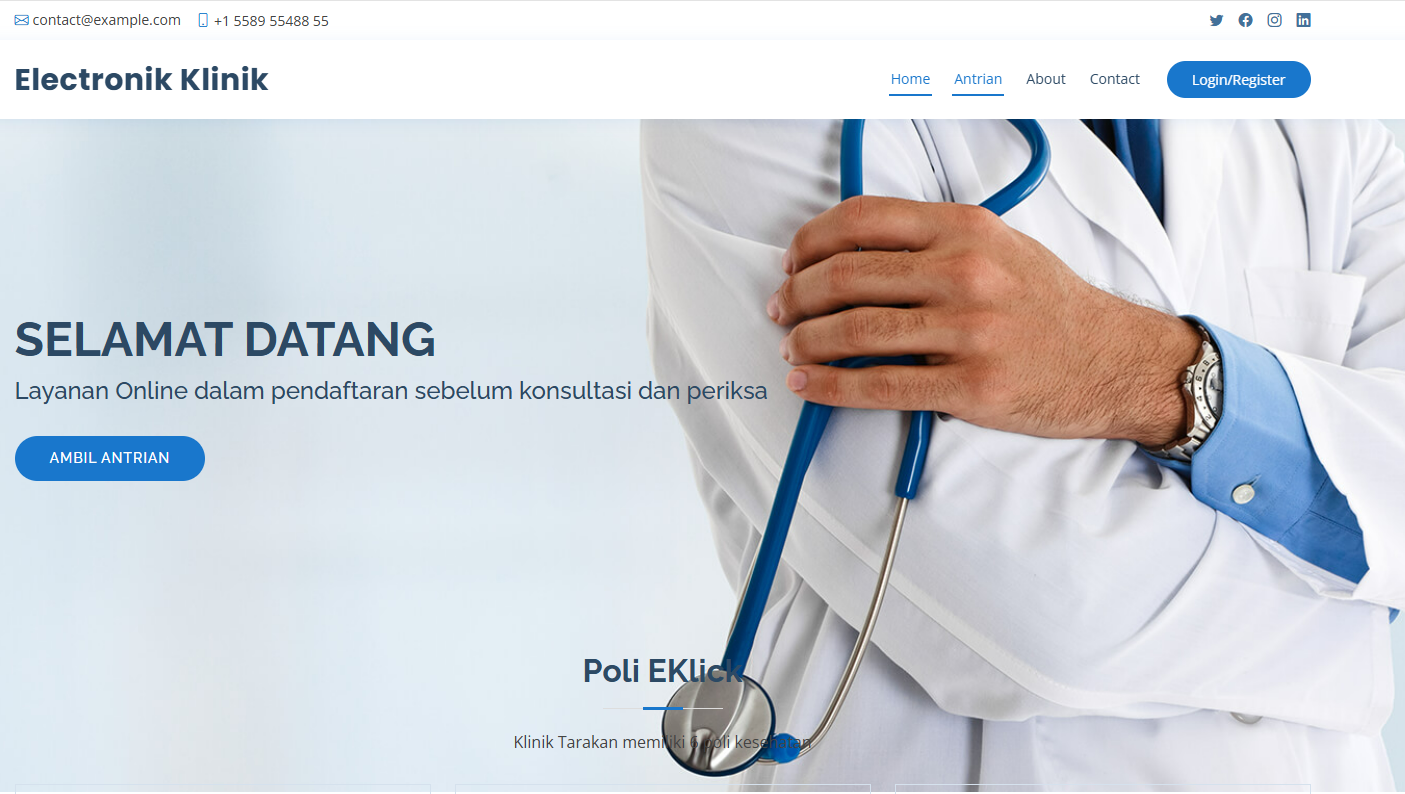 contact@example.com +1 5589 55488 55
Electronik Klinik
Home Antrian About Contact Login/Register
SELAMAT DATANG
Layanan Online dalam pendaftaran sebelum konsultasi dan periksa
AMBIL ANTRIAN
Poli EKlick
Klinik Tarakan memiliki 6 poli kesehatan